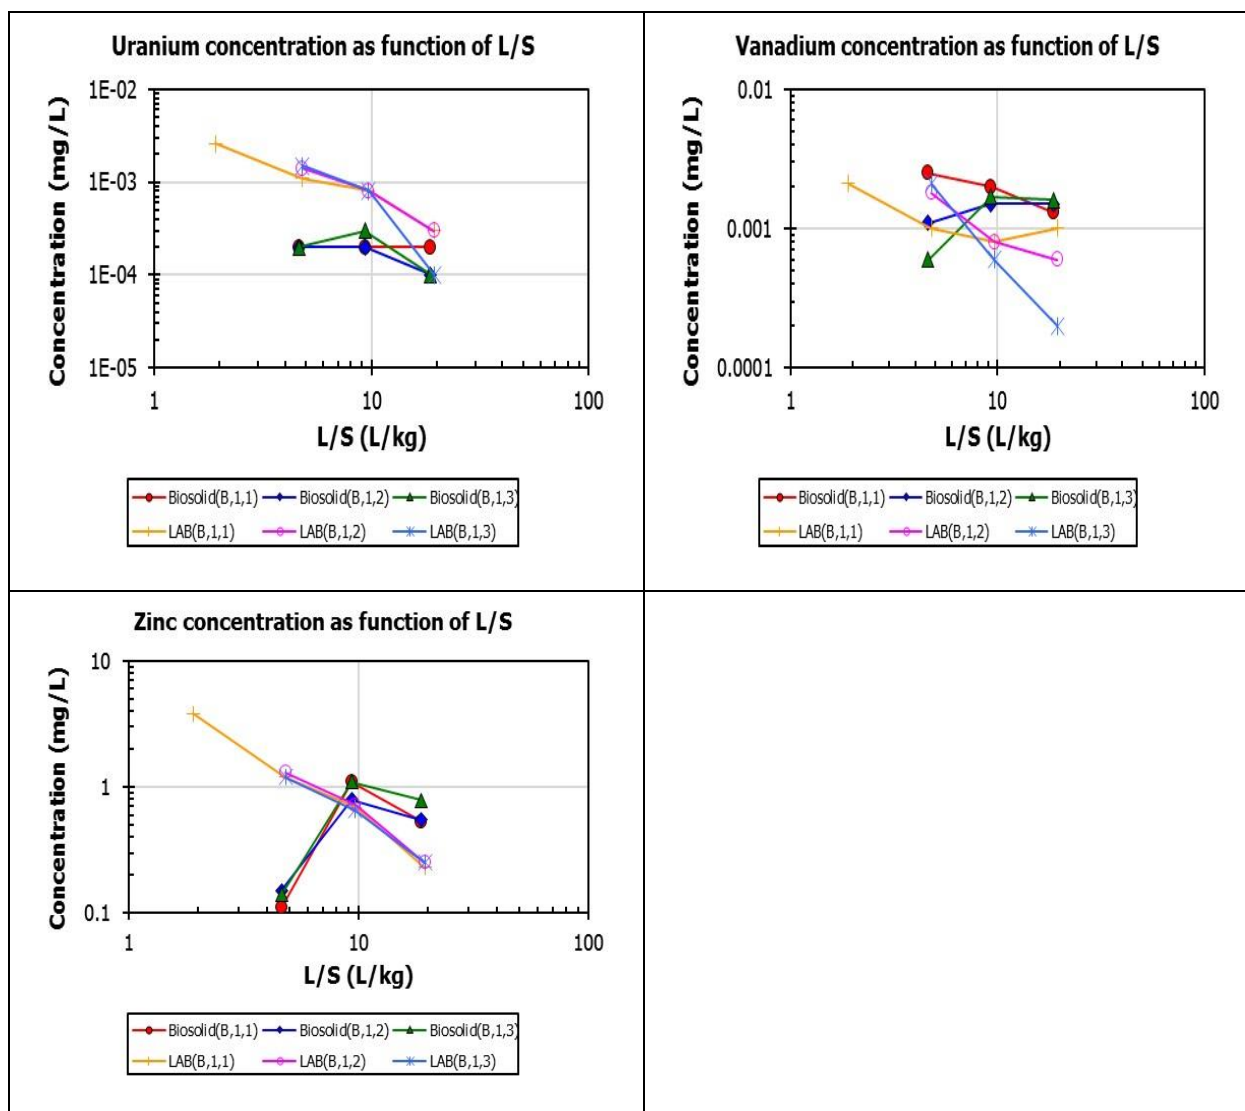 Uranium concentration as function of L/S
Concentration (mg/L)
1E-02
1E-03
1E-04
1E-05
1 10 100
L/S (L/kg)
Biosolid(B,1,1) Biosolid(B,1,2) Biosolid(B,1,3)
LAB(B,1,1) LAB(B,1,2) LAB(B,1,3)
Vanadium concentration as function of L/S
Concentration (mg/L)
0.01
0.001
0.0001
1 10 100
L/S (L/kg)
Biosolid(B,1,1) Biosolid(B,1,2) Biosolid(B,1,3)
LAB(B,1,1) LAB(B,1,2) LAB(B,1,3)
Zinc concentration as function of L/S
Concentration (mg/L)
10
1
0.1
1 10 100
L/S (L/kg)
Biosolid(B,1,1) Biosolid(B,1,2) Biosolid(B,1,3)
LAB(B,1,1) LAB(B,1,2) LAB(B,1,3)